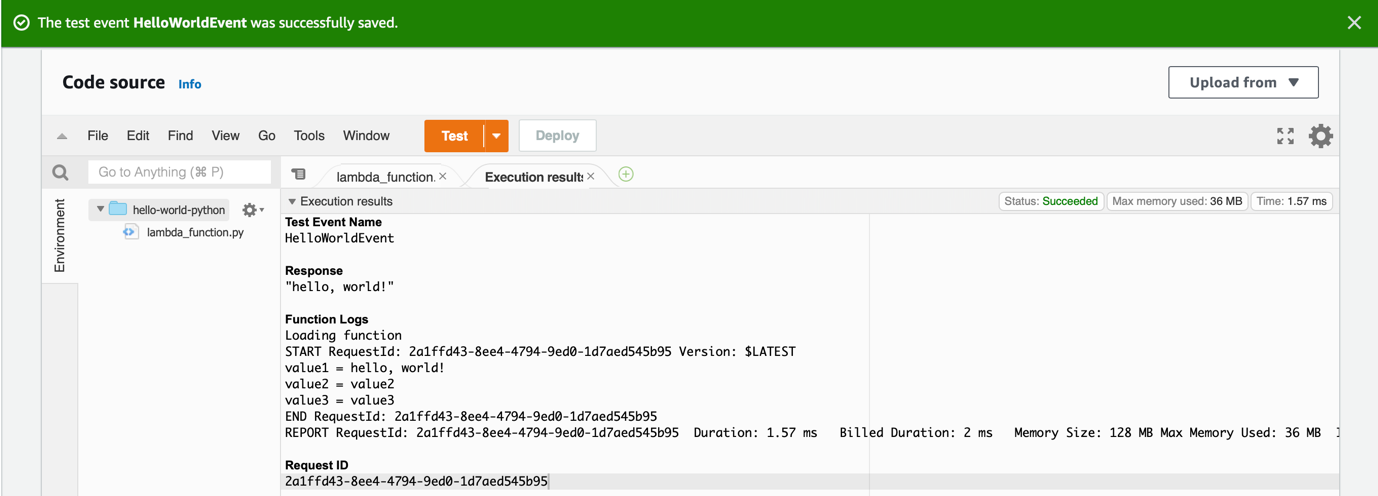 The test event HelloWorldEvent was successfully saved.
Code source Info
Upload from
File Edit Find View Go Tools Window Test Deploy
Go to Anything (⌘ P)
lambda_function.
Execution results
Environment
hello-world-python
lambda_function.py
Execution results
Status: Succeeded Max memory used: 36 MB Time: 1.57 ms
Test Event Name
HelloWorldEvent
Response
"hello, world!"
Function Logs
Loading function
START RequestId: 2a1ffd43-8ee4-4794-9ed0-1d7aed545b95 Version: $LATEST
value1 = hello, world!
value2 = value2
value3 = value3
END RequestId: 2a1ffd43-8ee4-4794-9ed0-1d7aed545b95
REPORT RequestId: 2a1ffd43-8ee4-4794-9ed0-1d7aed545b95 Duration: 1.57 ms Billed Duration: 2 ms Memory Size: 128 MB Max Memory Used: 36 MB
Request ID
2a1ffd43-8ee4-4794-9ed0-1d7aed545b95